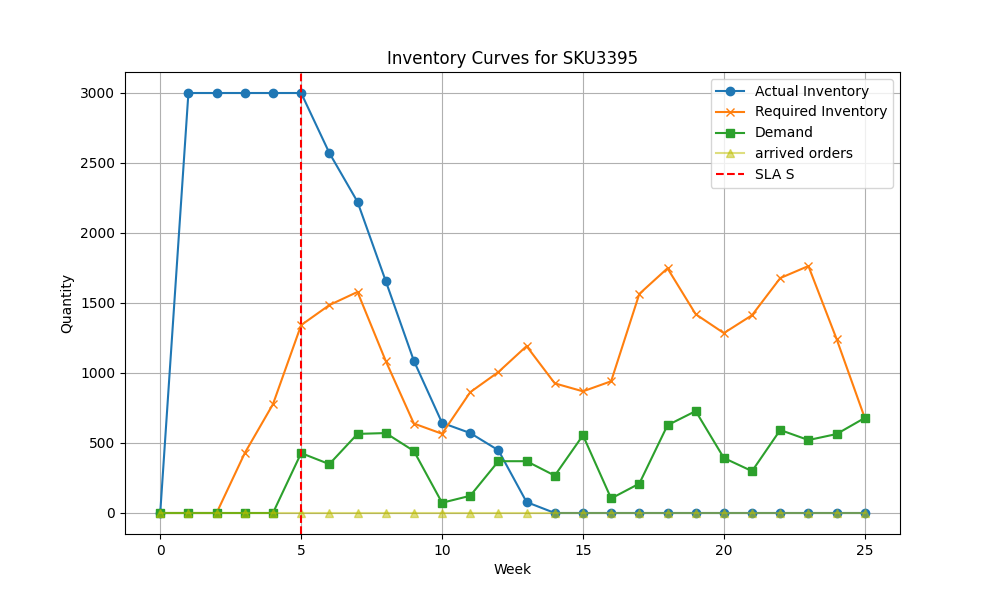 Inventory Curves for SKU3395
Actual Inventory
Required Inventory
Demand
arrived orders
SLA S
Quantity
3000
2500
2000
1500
1000
500
0
0 5 10 15 20 25
Week